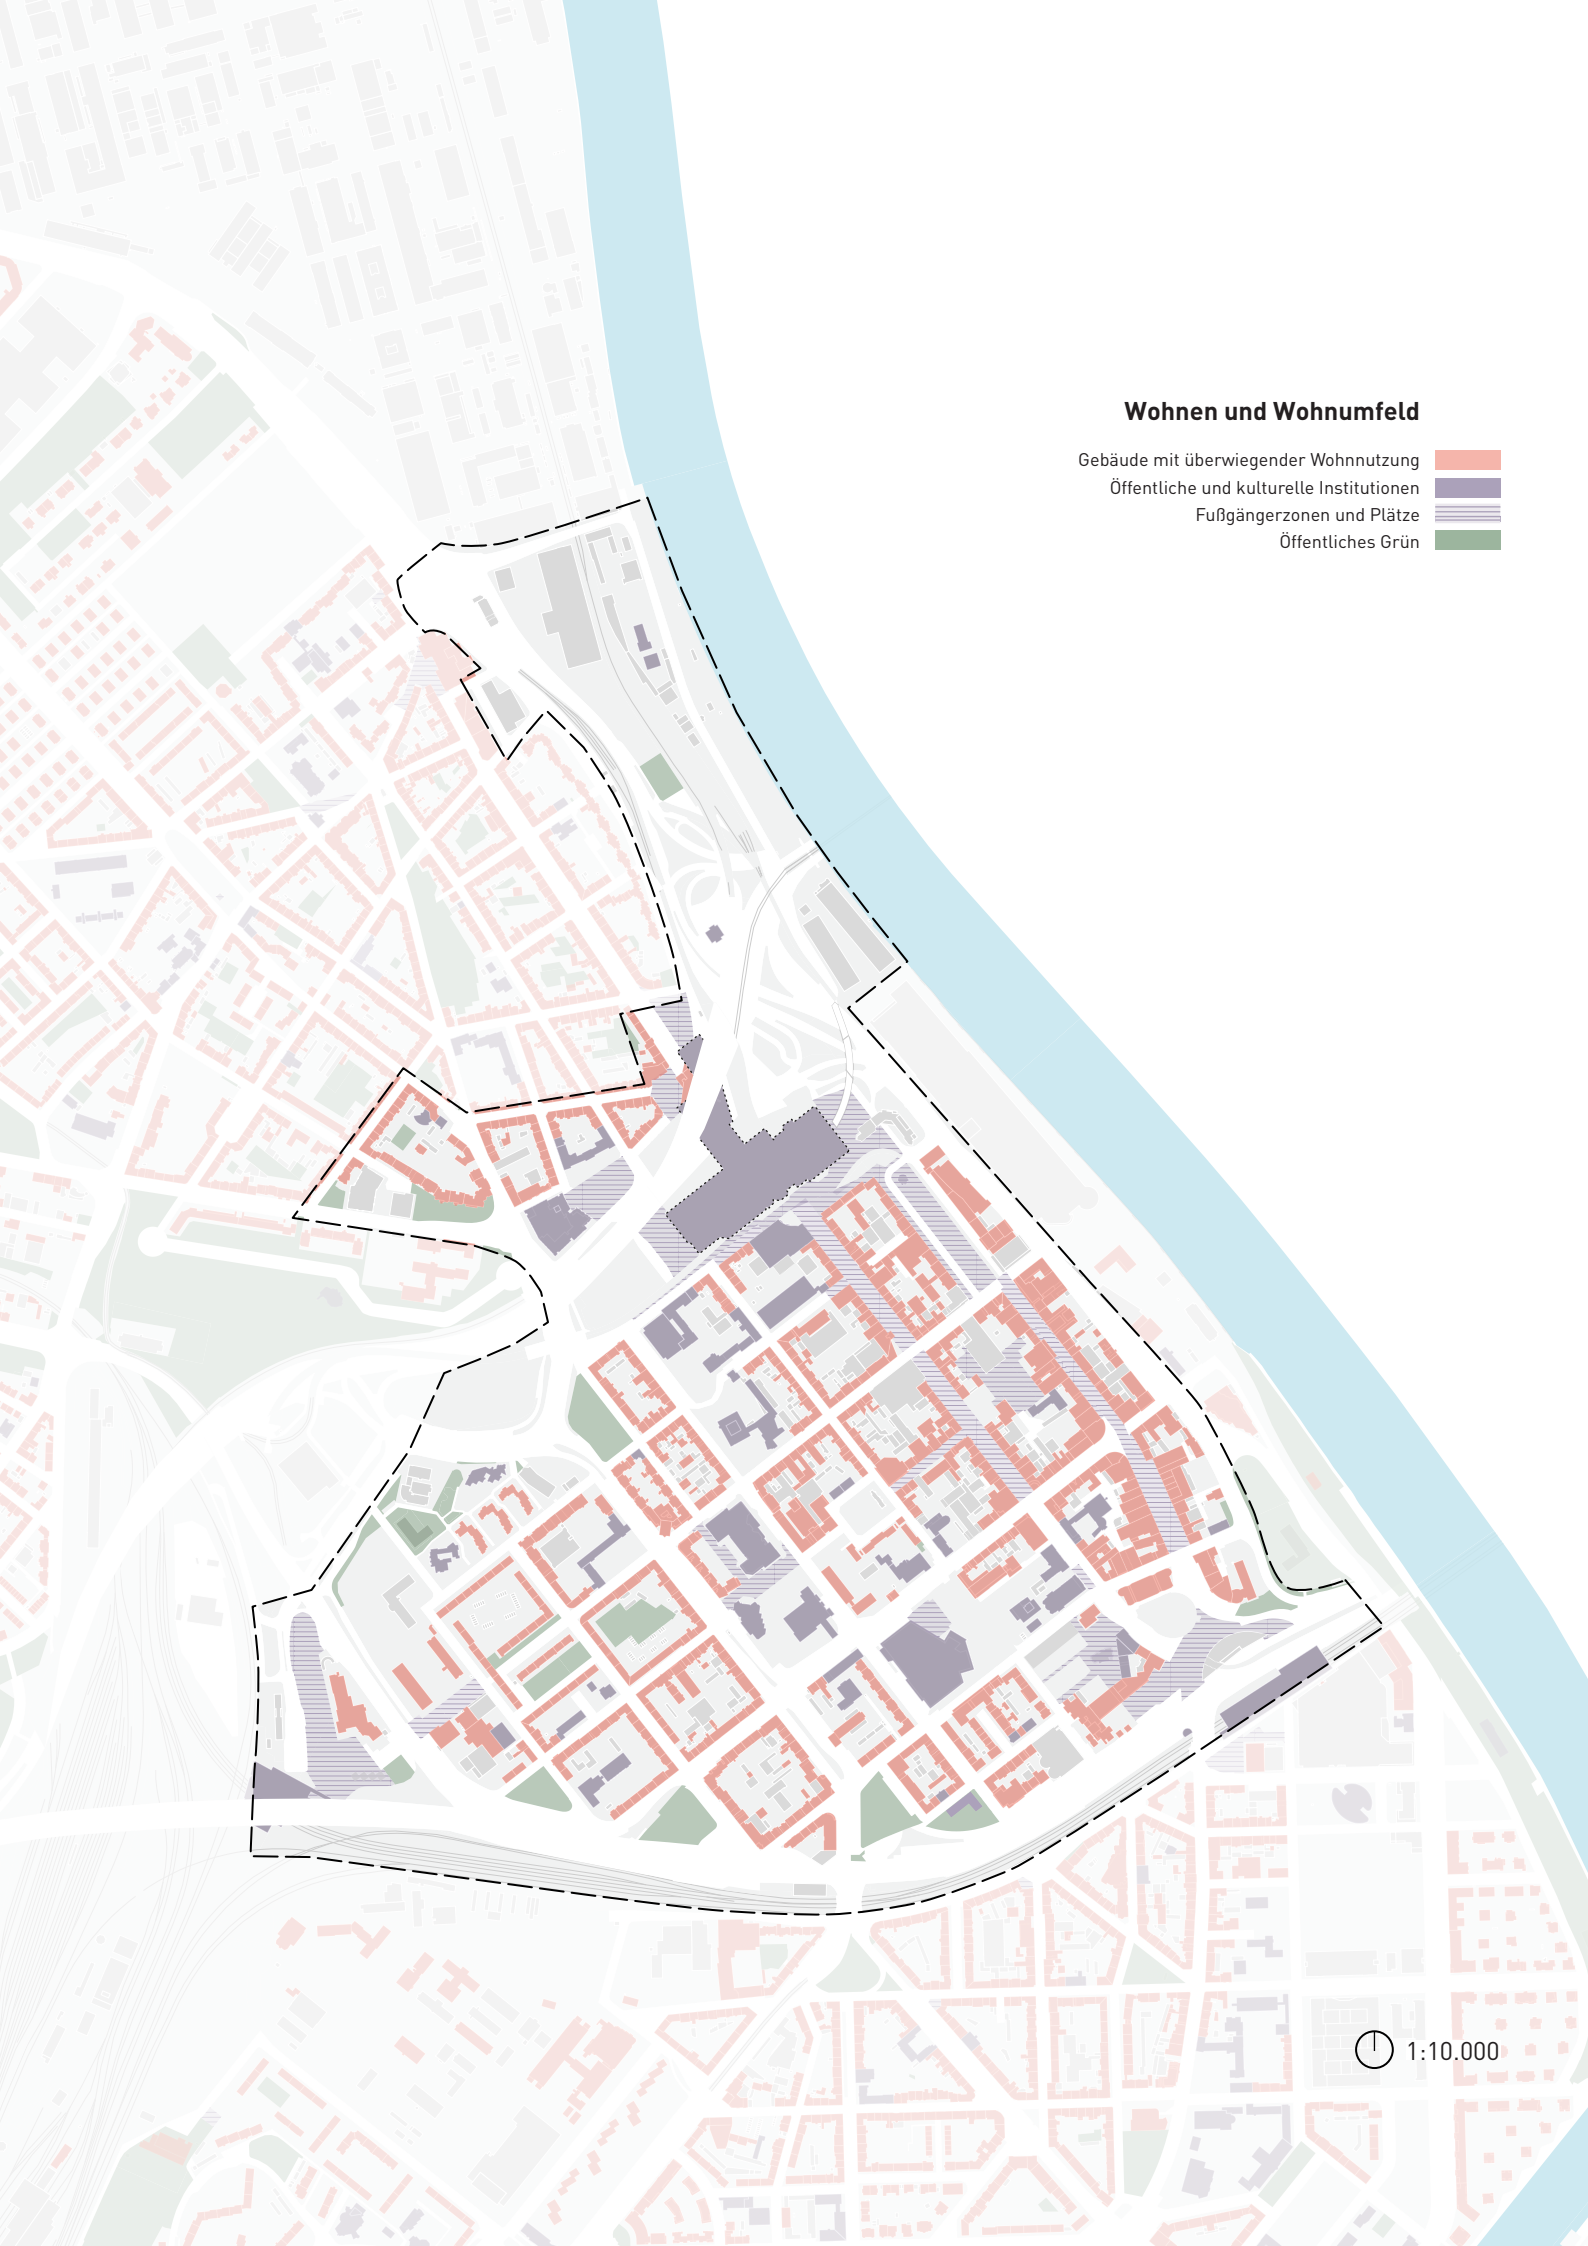 Wohnen und Wohnumfeld
Gebäude mit überwiegender Wohnnutzung
Öffentliche und kulturelle Institutionen
Fußgängerzonen und Plätze
Öffentliches Grün
1:10.000